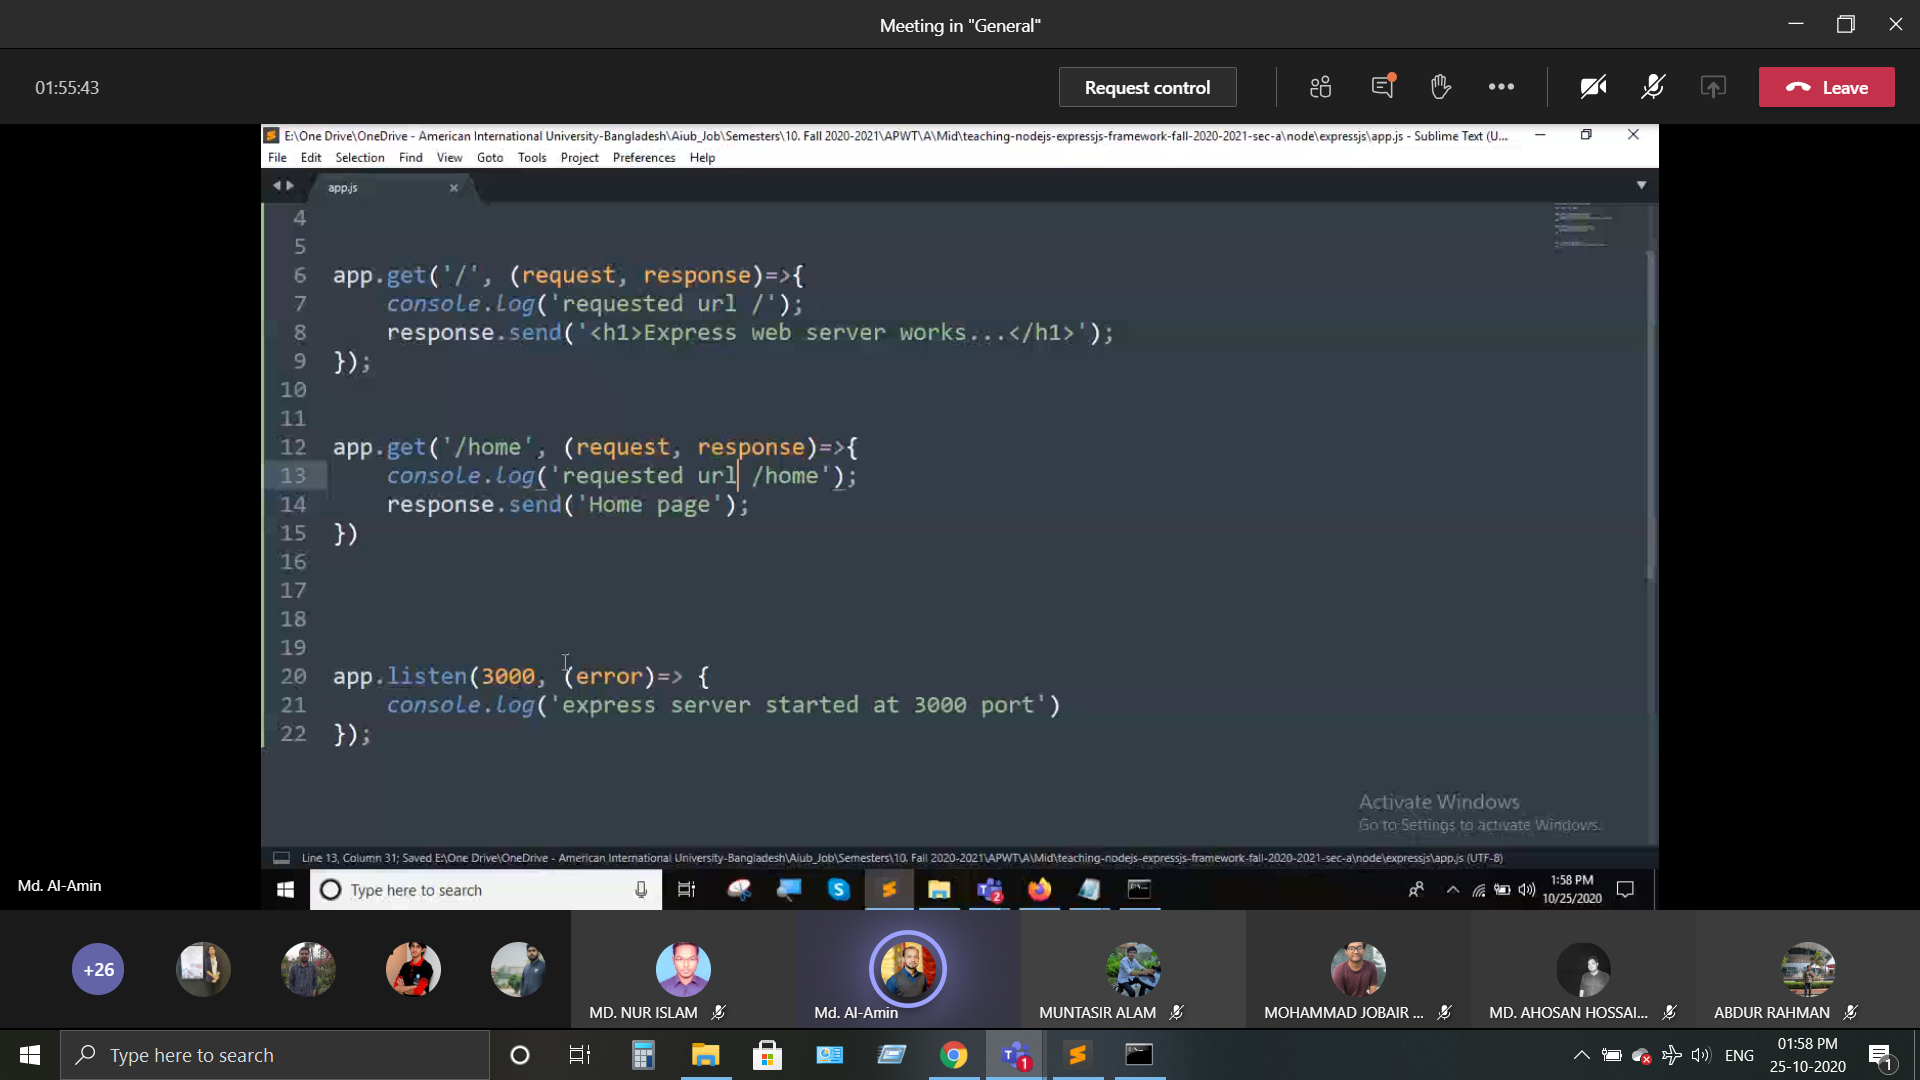 Meeting in "General"
01:55:43
Request control
Leave
E:\One Drive\OneDrive - American International University-Bangladesh\Aiub_Job\Semesters\10. Fall 2020-2021\APWT\A\Mid\teaching-nodejs-expressjs-framework-fall-2020-2021-sec-a\node\expressjs\app.js - Sublime Text (U...
File Edit Selection Find View Goto Tools Project Preferences Help
app.js
4
5
6 app.get('/', (request, response)=>{
7 console.log('requested url /');
8 response.send('<h1>Express web server works...</h1>');
9 });
10
11
12 app.get('/home', (request, response)=>{
13 console.log('requested url /home');
14 response.send('Home page');
15 })
16
17
18
19
20 app.listen(3000, (error)=> {
21 console.log('express server started at 3000 port')
22 });
Activate Windows
Go to Settings to activate Windows.
Line 13, Column 31; Saved E:\One Drive\OneDrive - American International University-Bangladesh\Aiub_Job\Semesters\10. Fall 2020-2021\APWT\A\Mid\teaching-nodejs-expressjs-framework-fall-2020-2021-sec-a\node\expressjs\app.js (UTF-8)
Md. Al-Amin
Type here to search
2
1:58 PM
10/25/2020
+26
MD. NUR ISLAM
Md. Al-Amin
MUNTASIR ALAM
MOHAMMAD JOBAIR ...
MD. AHOSAN HOSSAI...
ABDUR RAHMAN
Type here to search
1
ENG
01:58 PM
25-10-2020
1